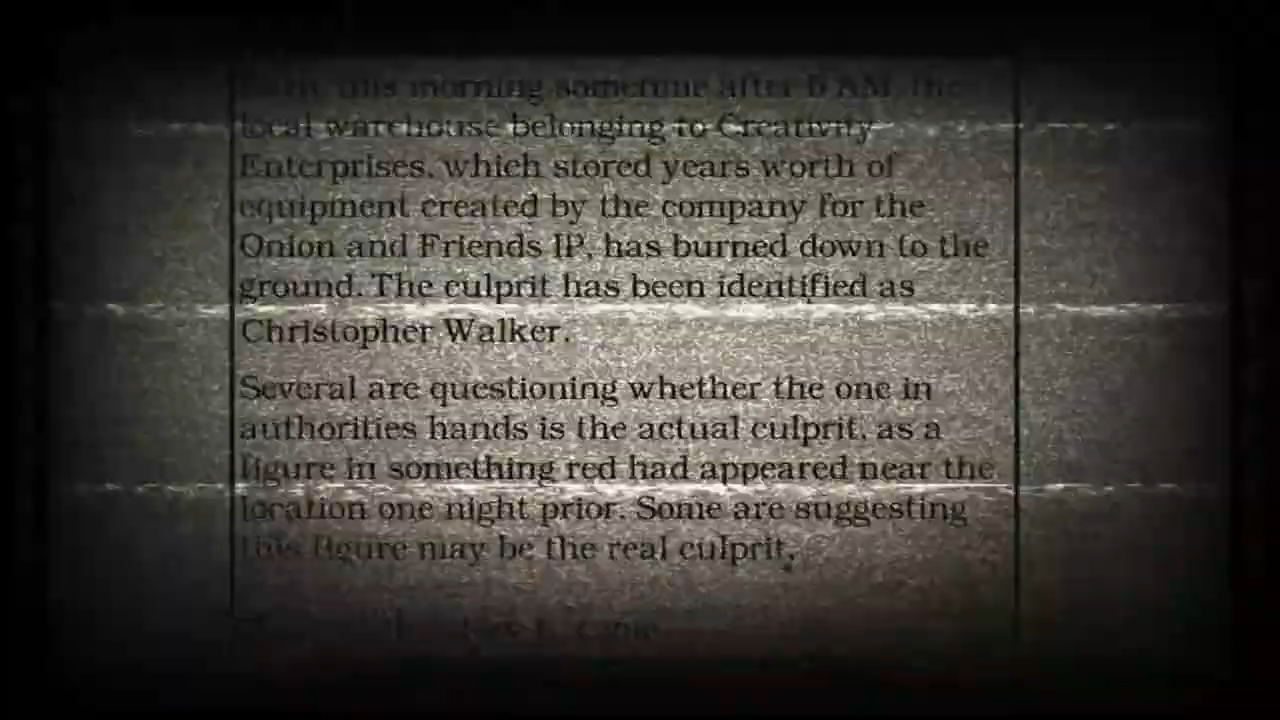 this morning sometime after 6 AM, the
local warehouse belonging to Creativity
Enterprises, which stored years worth of
equipment created by the company for the
Onion and Friends IP, has burned down to the
ground. The culprit has been identified as
Christopher Walker.
Several are questioning whether the one in
authorities hands is the actual culprit, as a
figure in something red had appeared near the
location one night prior. Some are suggesting
this figure may be the real culprit.